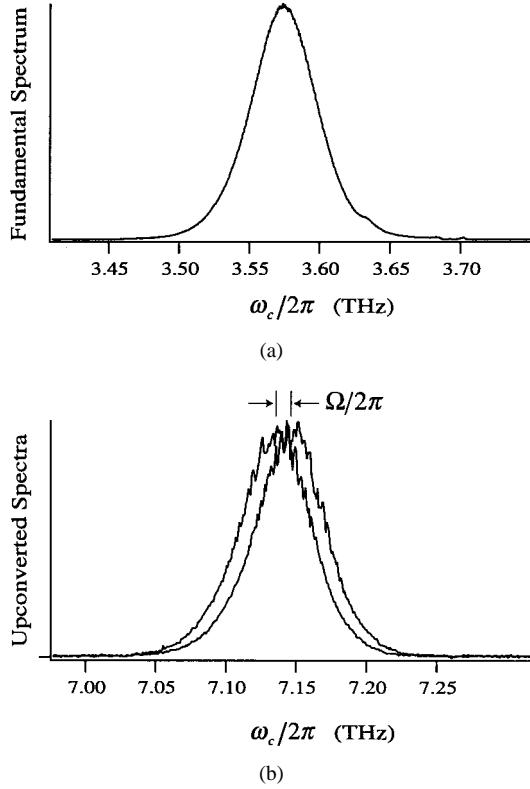 Fundamental Spectrum
3.45 3.50 3.55 3.60 3.65 3.70
ω_c/2π (THz)
(a)
Ω/2π
Upconverted Spectra
7.00 7.05 7.10 7.15 7.20 7.25
ω_c/2π (THz)
(b)